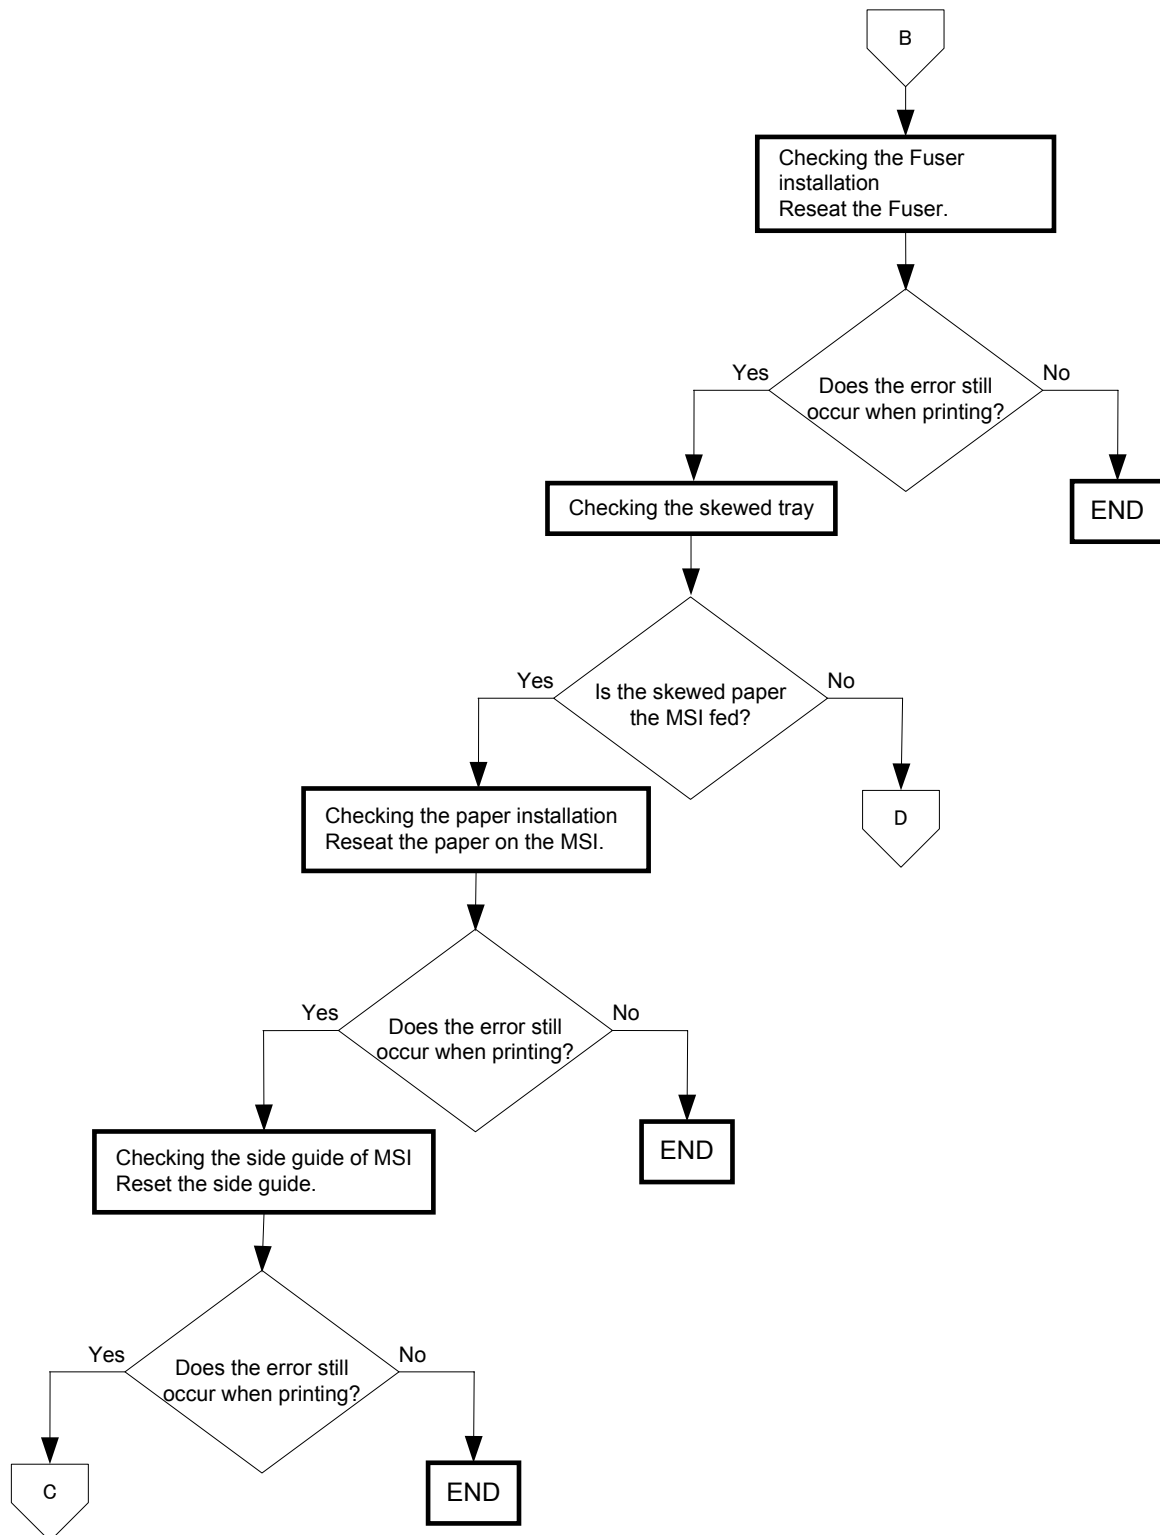 B
Checking the Fuser
installation
Reseat the Fuser.
Yes
No
Does the error still
occur when printing?
Checking the skewed tray
END
Yes
No
Is the skewed paper
the MSI fed?
Checking the paper installation
Reseat the paper on the MSI.
D
Yes
No
Does the error still
occur when printing?
Checking the side guide of MSI
Reset the side guide.
END
Yes
No
Does the error still
occur when printing?
C
END